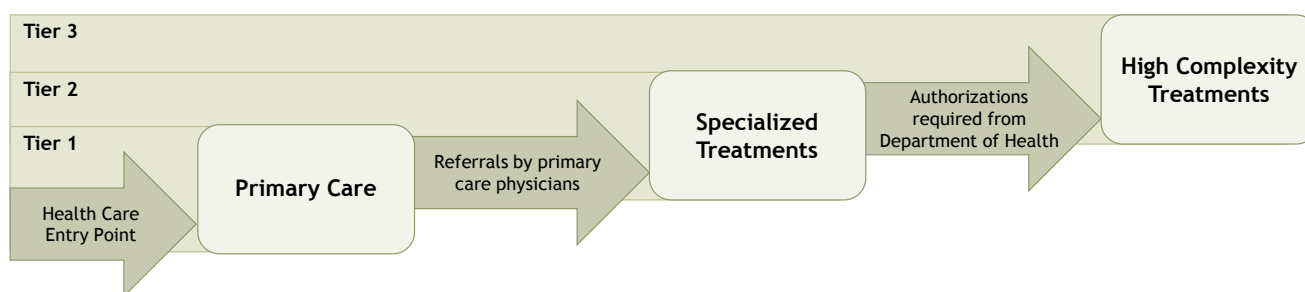 Tier 3
High Complexity
Treatments
Tier 2
Authorizations
required from
Department of Health
Specialized
Treatments
Tier 1
Referrals by primary
care physicians
Primary Care
Health Care
Entry Point